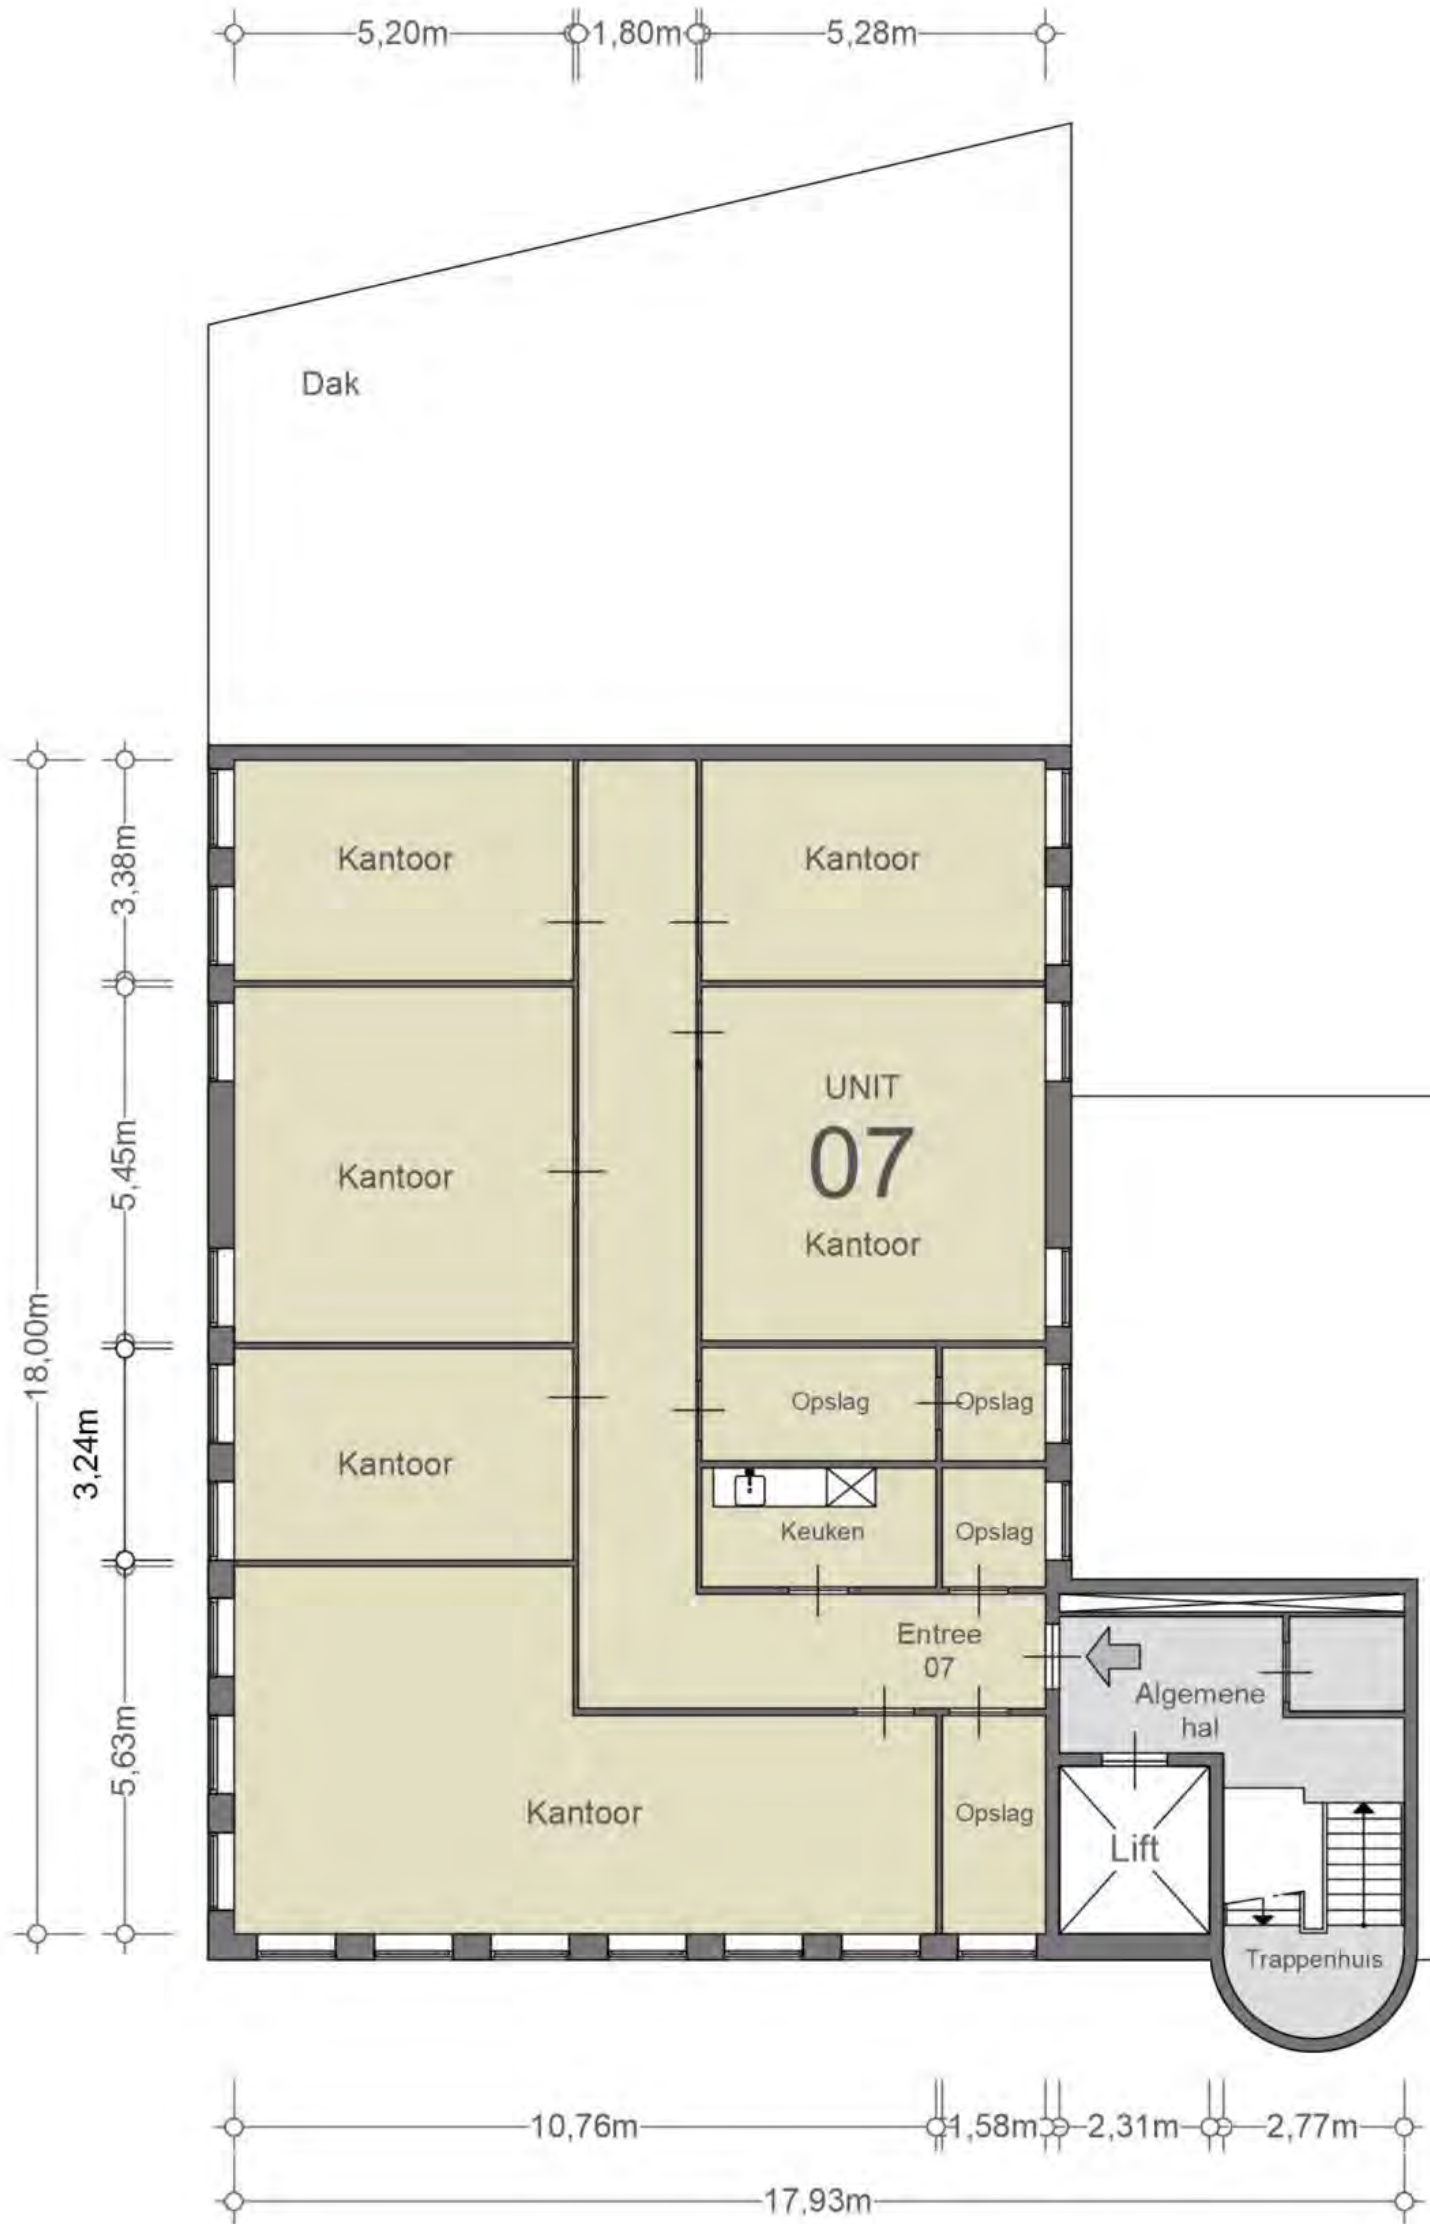 5,20m
1,80m
5,28m
Dak
Kantoor
Kantoor
3,38m
UNIT
07
Kantoor
Kantoor
5,45m
18,00m
Opslag
Opslag
3,24m
Kantoor
Keuken
Opslag
Entree
07
Algemene
hal
5,63m
Kantoor
Opslag
Lift
Trappenhuis
10,76m
1,58m
2,31m
2,77m
17,93m